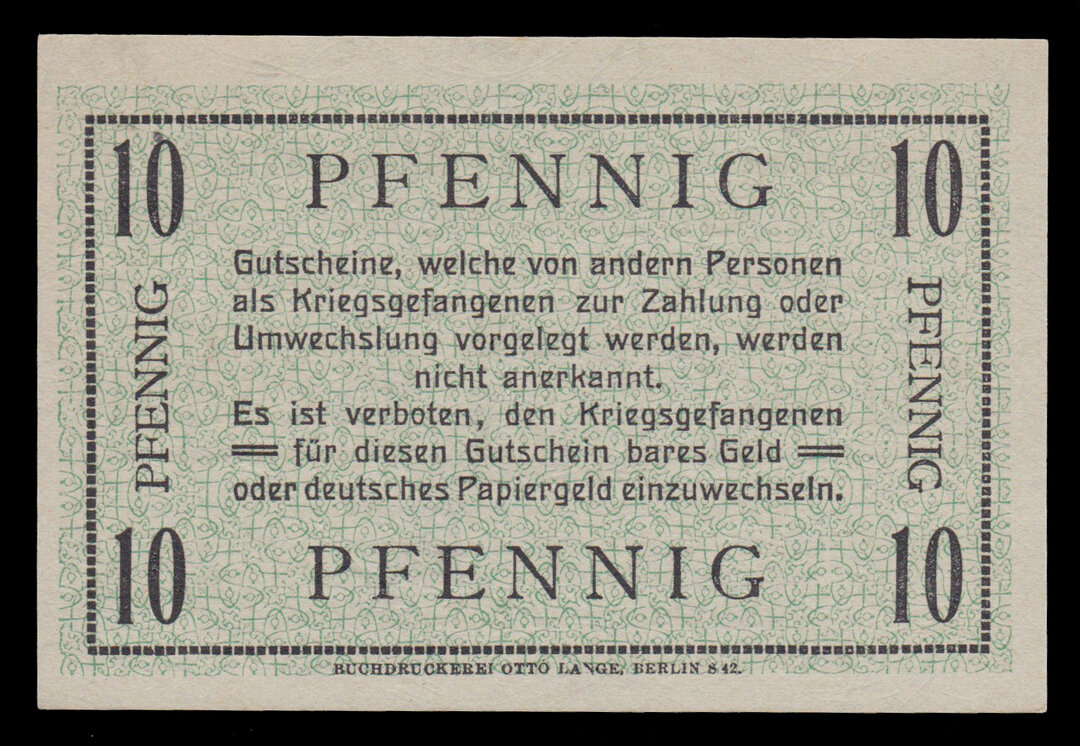 10 PFENNIG 10
PFENNIG
Gutscheine, welche von andern Personen
als Kriegsgefangenen zur Zahlung oder
Umwechslung vorgelegt werden, werden
nicht anerkannt.
Es ist verboten, den Kriegsgefangenen
für diesen Gutschein bares Geld
oder deutsches Papiergeld einzuwechseln.
PFENNIG
10 PFENNIG 10
BUCHDRUCKEREI OTTO LANGE, BERLIN S 42.